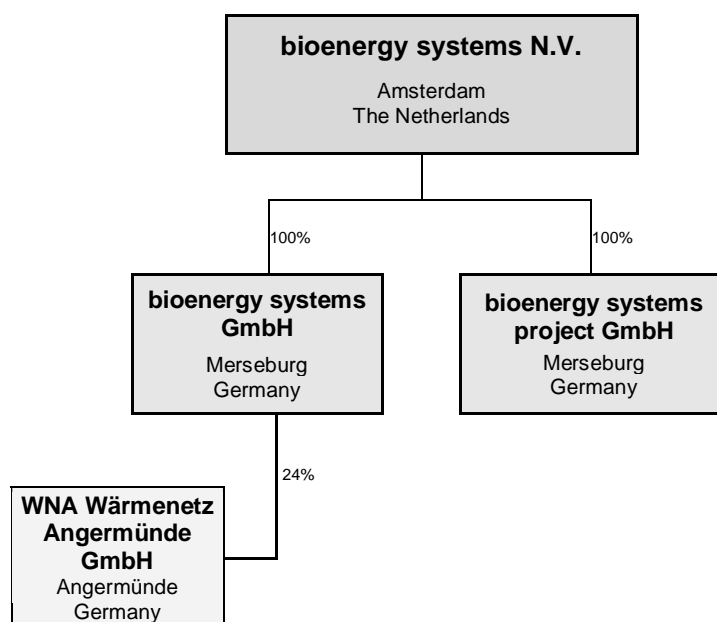 bioenergy systems N.V.
Amsterdam
The Netherlands
100%
100%
bioenergy systems
GmbH
Merseburg
Germany
bioenergy systems
project GmbH
Merseburg
Germany
24%
WNA Wärmenetz
Angermünde
GmbH
Angermünde
Germany